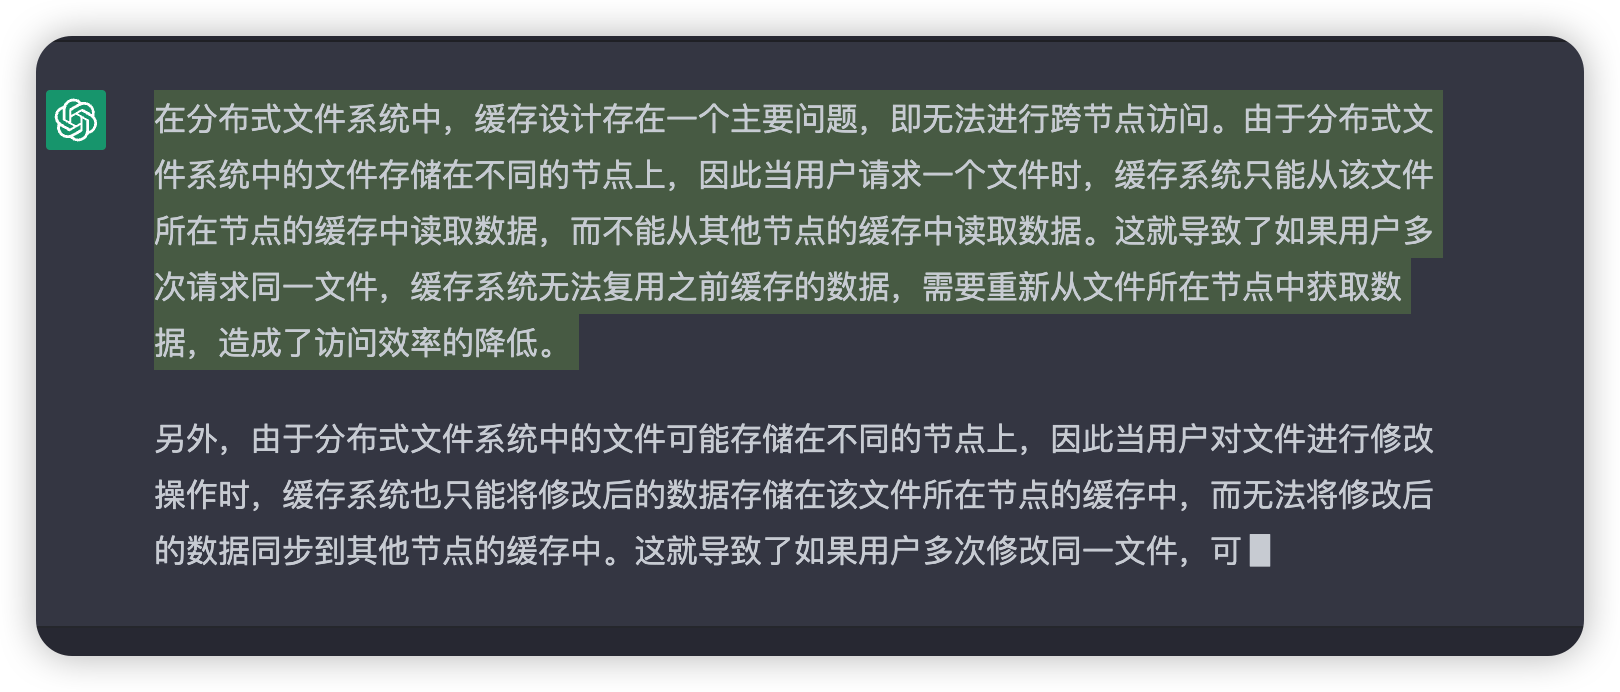 在分布式文件系统中，缓存设计存在一个主要问题，即无法进行跨节点访问。由于分布式文
件系统中的文件存储在不同的节点上，因此当用户请求一个文件时，缓存系统只能从该文件
所在节点的缓存中读取数据，而不能从其他节点的缓存中读取数据。这就导致了如果用户多
次请求同一文件，缓存系统无法复用之前缓存的数据，需要重新从文件所在节点中获取数
据，造成了访问效率的降低。
另外，由于分布式文件系统中的文件可能存储在不同的节点上，因此当用户对文件进行修改
操作时，缓存系统也只能将修改后的数据存储在该文件所在节点的缓存中，而无法将修改后
的数据同步到其他节点的缓存中。这就导致了如果用户多次修改同一文件，可